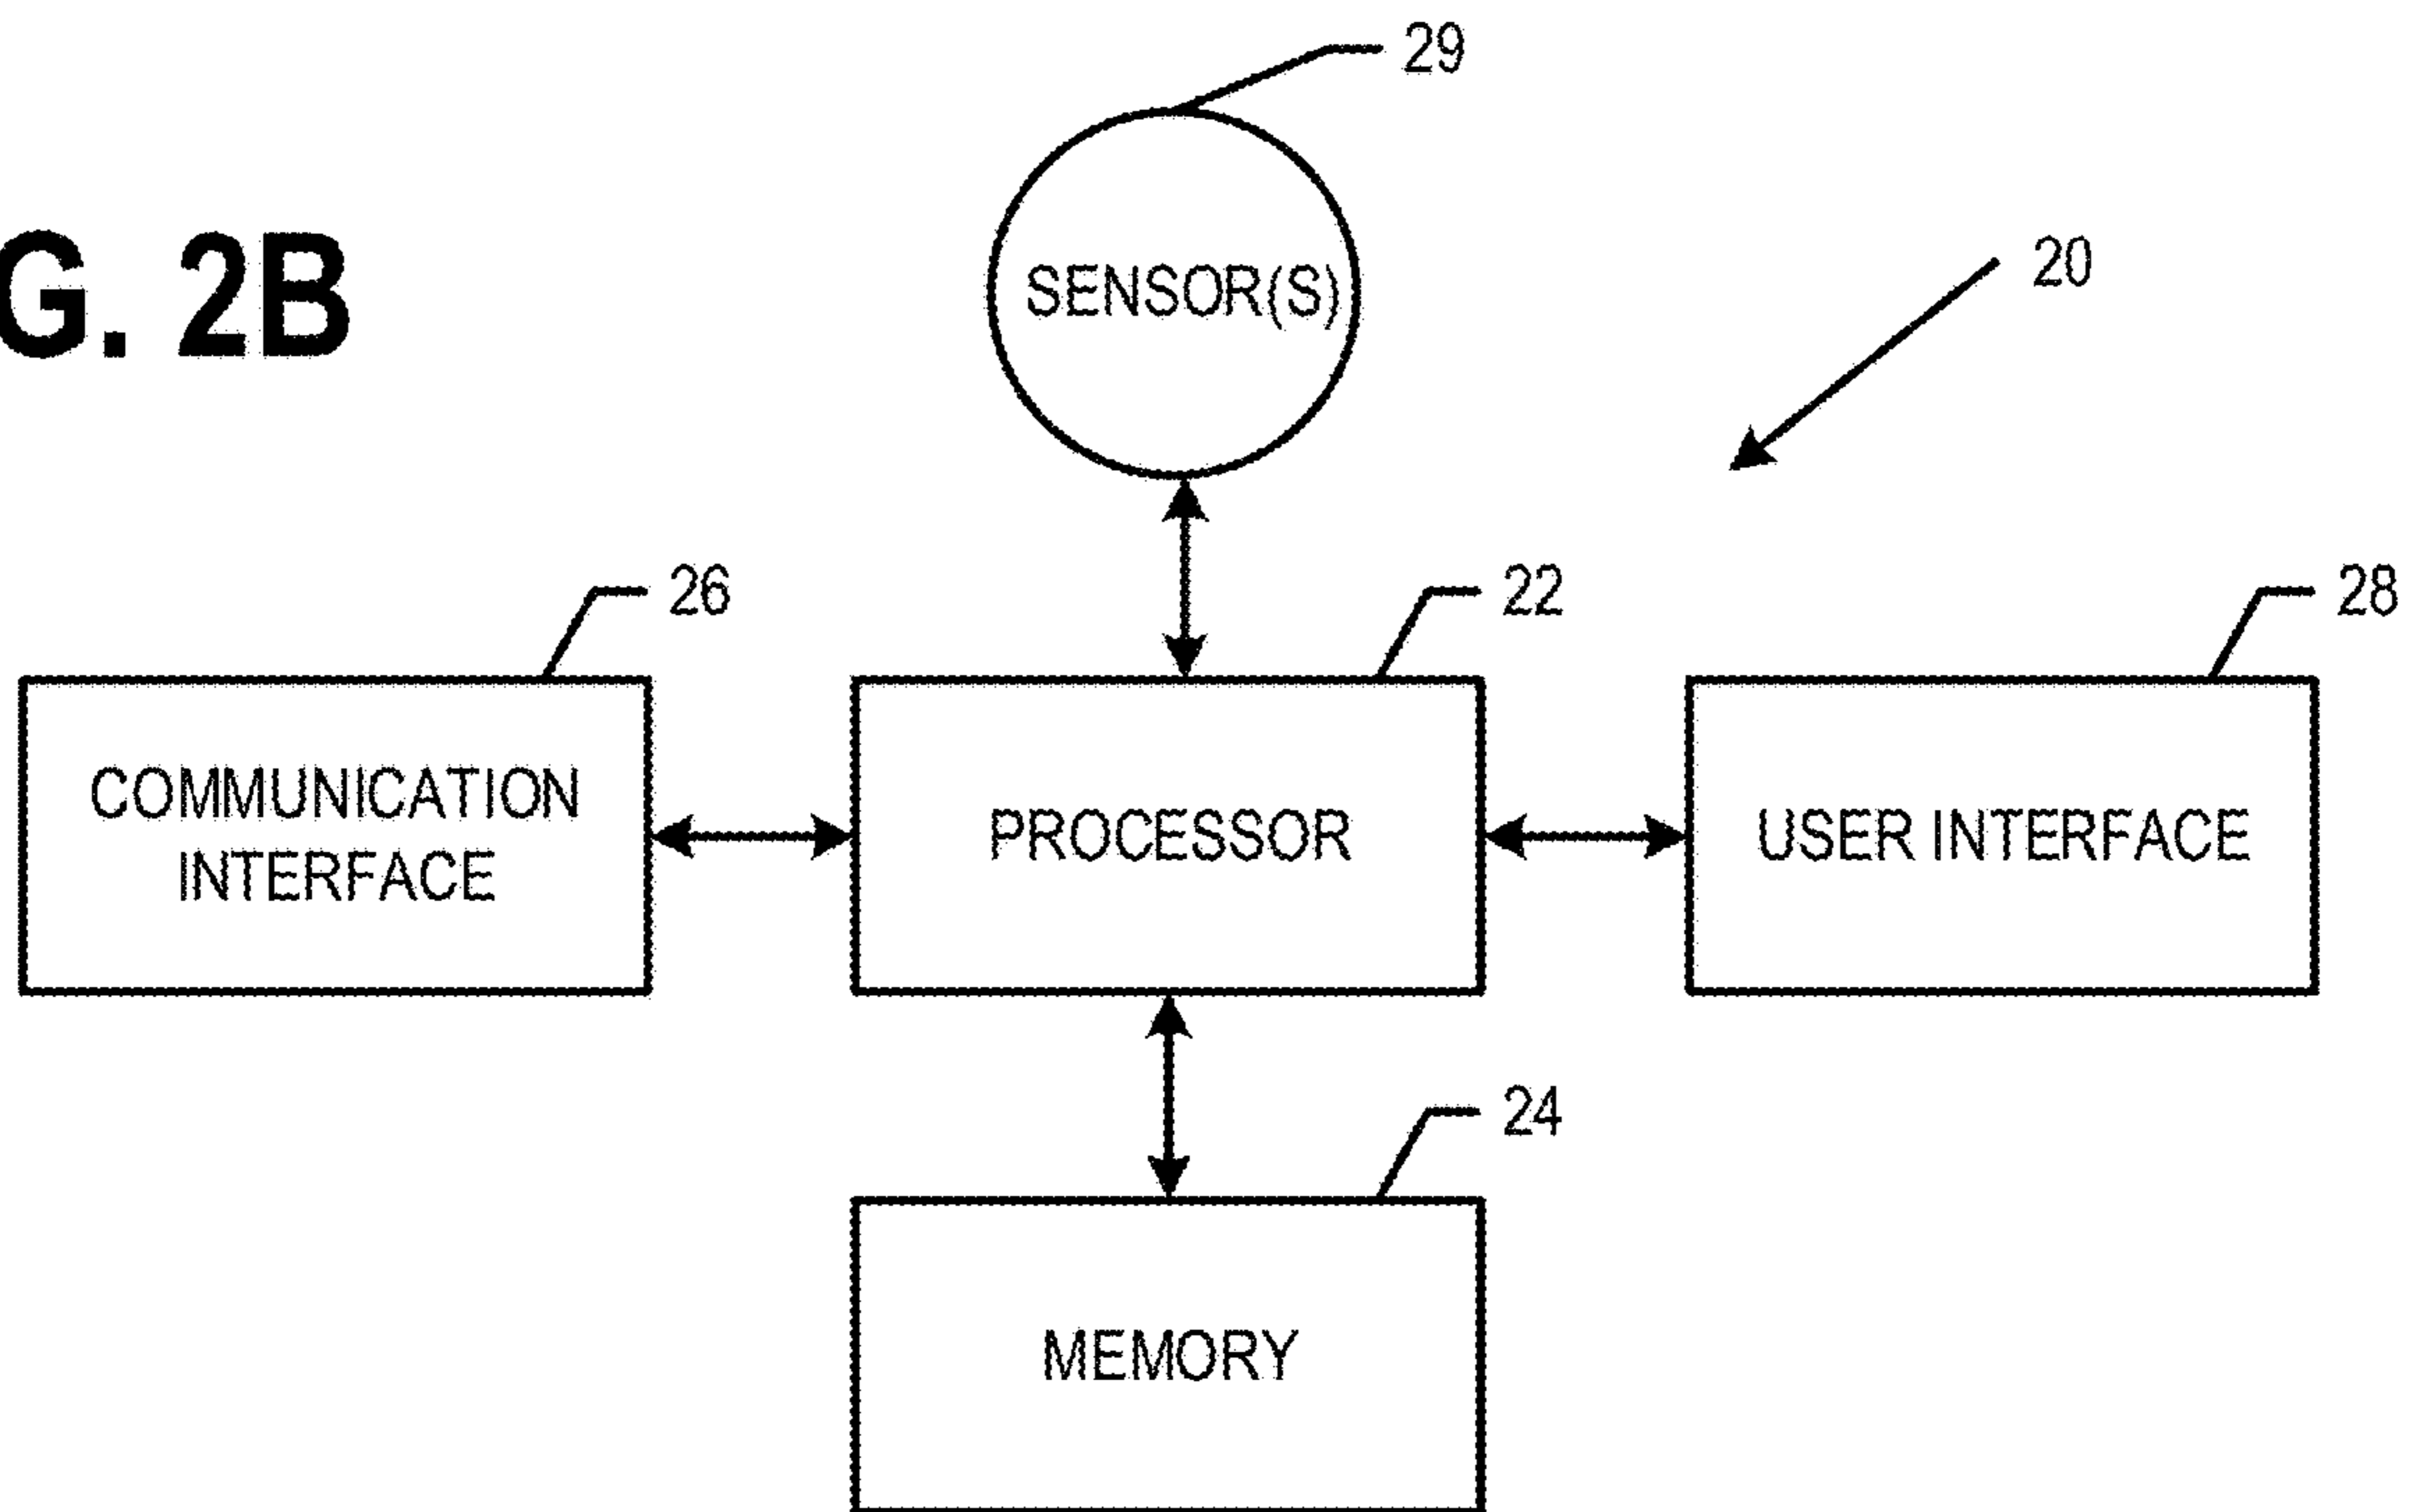 29
G. 2B
SENSOR(S)
20
26
22
28
COMMUNICATION
INTERFACE
PROCESSOR
USER INTERFACE
24
MEMORY